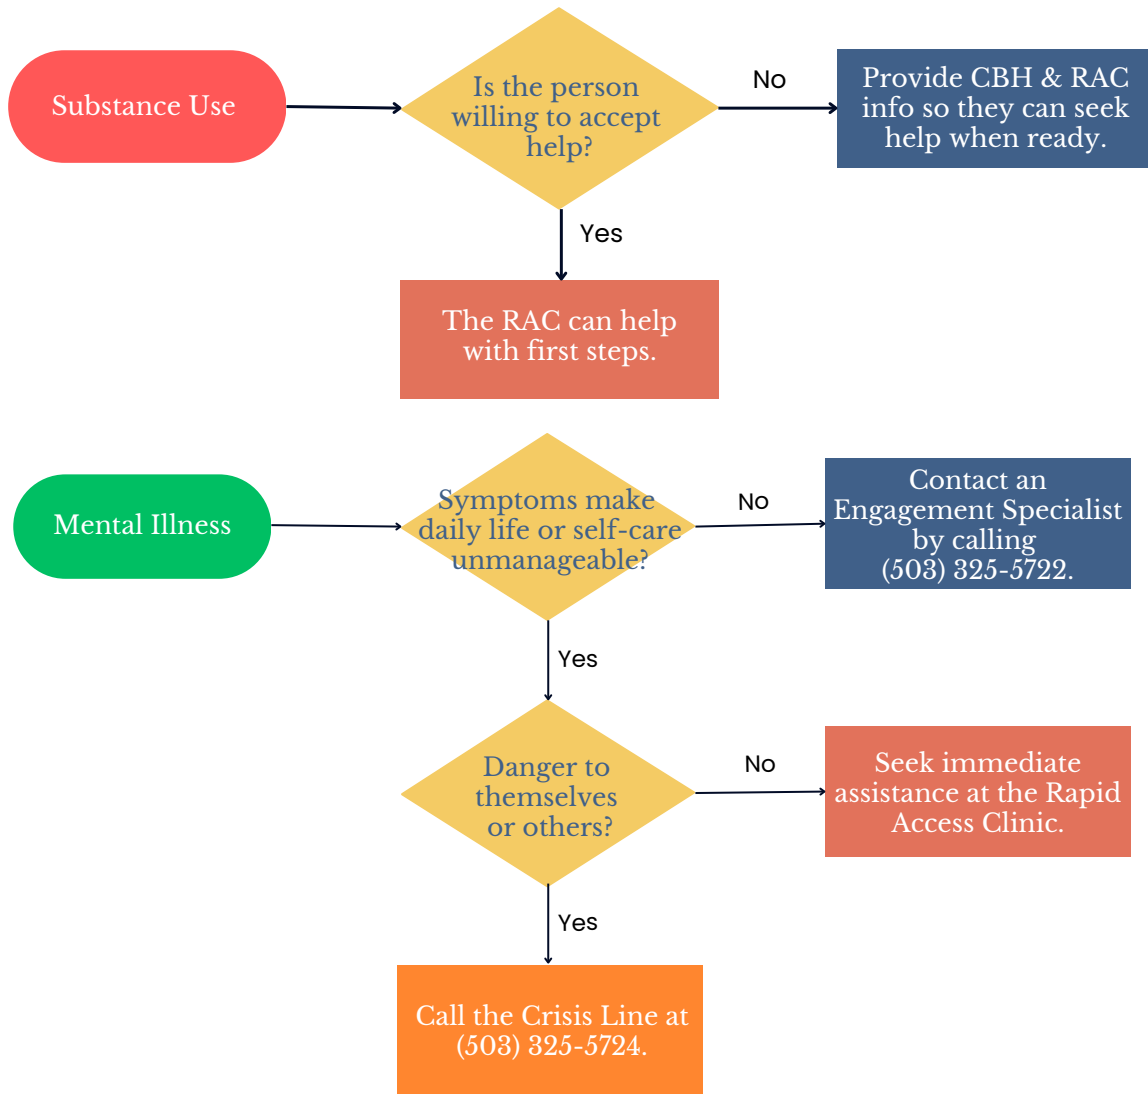 Substance Use
Is the person
willing to accept
help?
No
Provide CBH & RAC
info so they can seek
help when ready.
Yes
The RAC can help
with first steps.
Mental Illness
Symptoms make
daily life or self-care
unmanageable?
No
Contact an
Engagement Specialist
by calling
(503) 325-5722.
Yes
Danger to
themselves
or others?
No
Seek immediate
assistance at the Rapid
Access Clinic.
Yes
Call the Crisis Line at
(503) 325-5724.